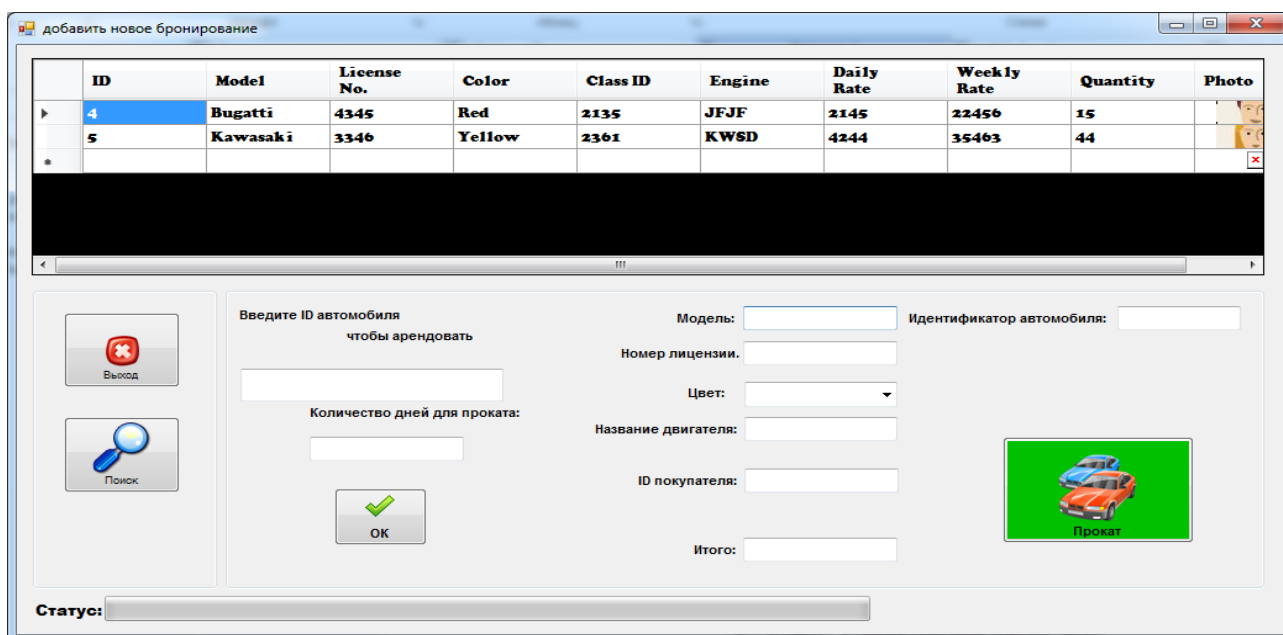 добавить новое бронирование
ID Model License No. Color Class ID Engine Daily Rate Weekly Rate Quantity Photo
4 Bugatti 4345 Red 2135 JFJF 2145 22456 15
5 Kawasaki 3346 Yellow 2361 KWSD 4244 35463 44
Введите ID автомобиля
чтобы арендовать
Количество дней для проката:
OK
Выход
Поиск
Модель:
Номер лицензии.
Цвет:
Название двигателя:
ID покупателя:
Итого:
Идентификатор автомобиля:
Прокат
Статус: